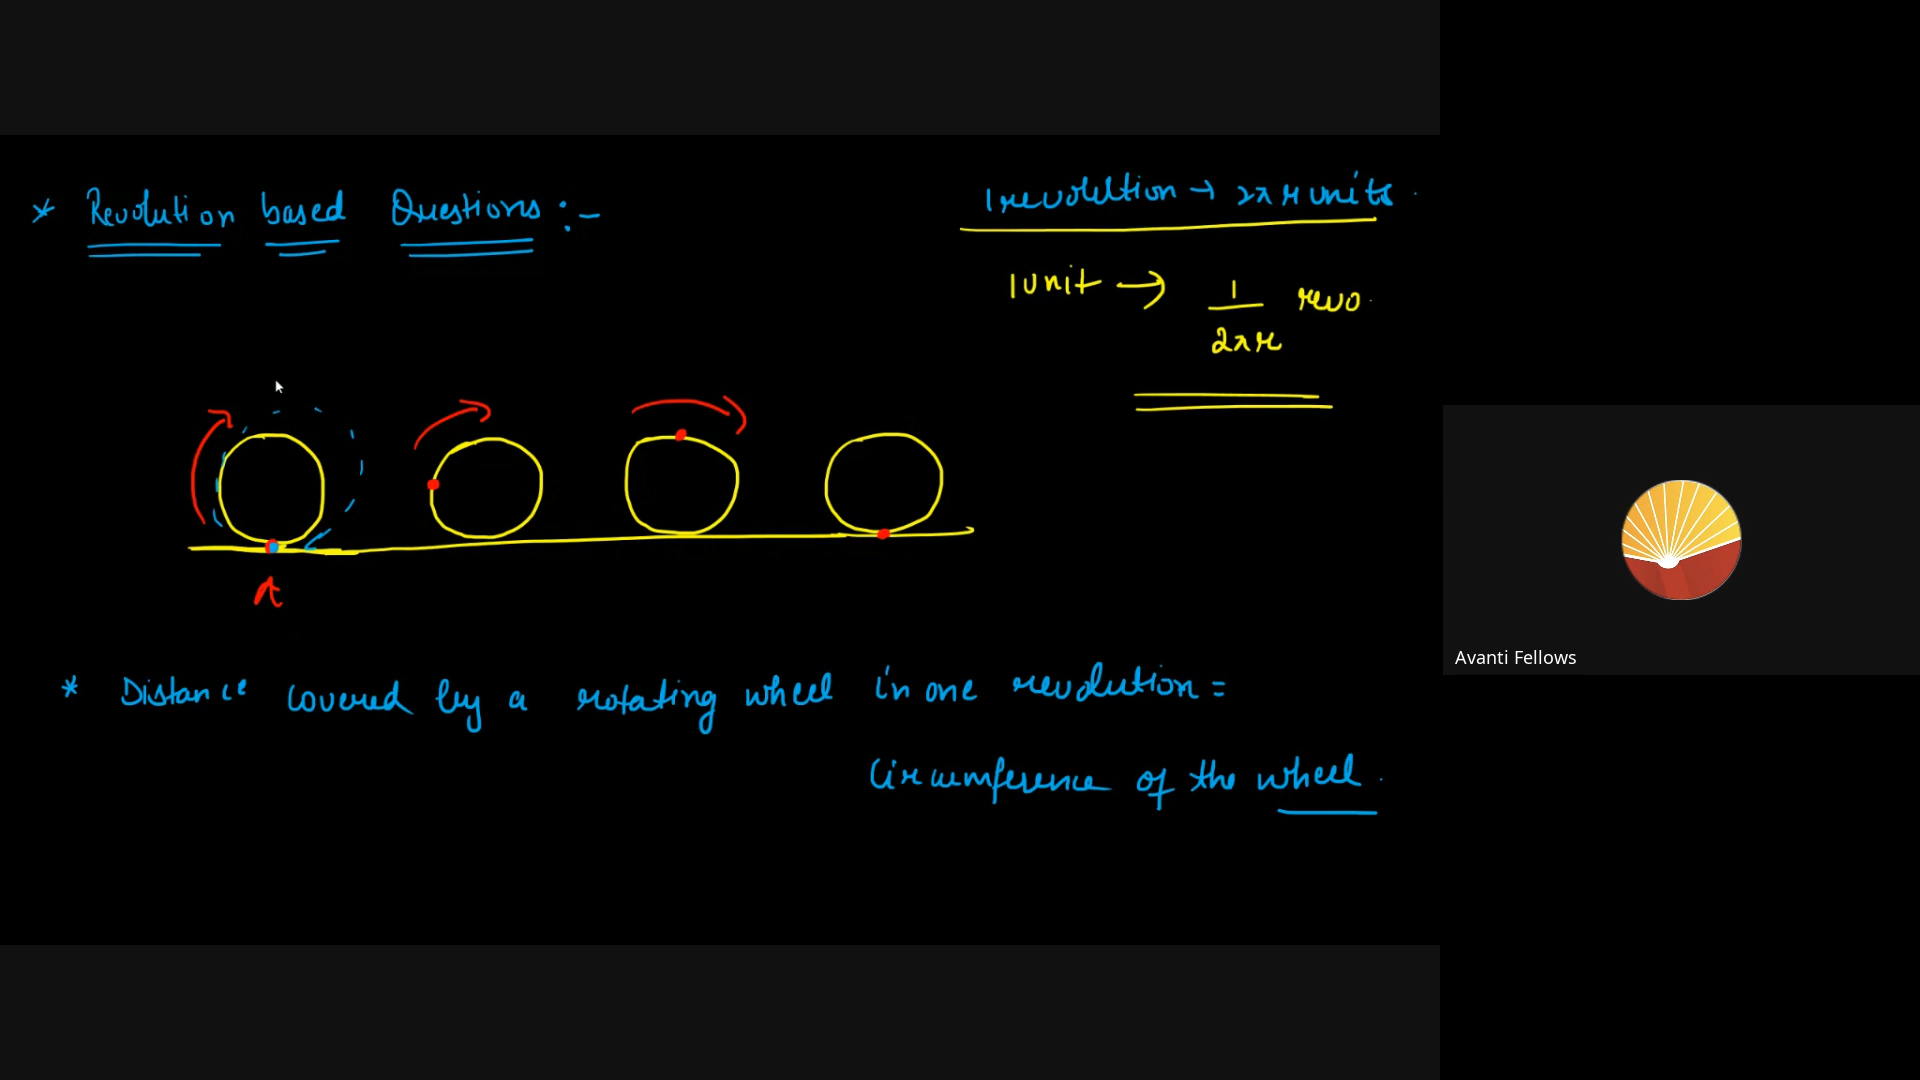 * Revolution based Questions :-
1 revolution → 2πr units.
1 unit → 1/2πr revo.
A
* Distance covered by a rotating wheel in one revolution =
Circumference of the wheel.
Avanti Fellows